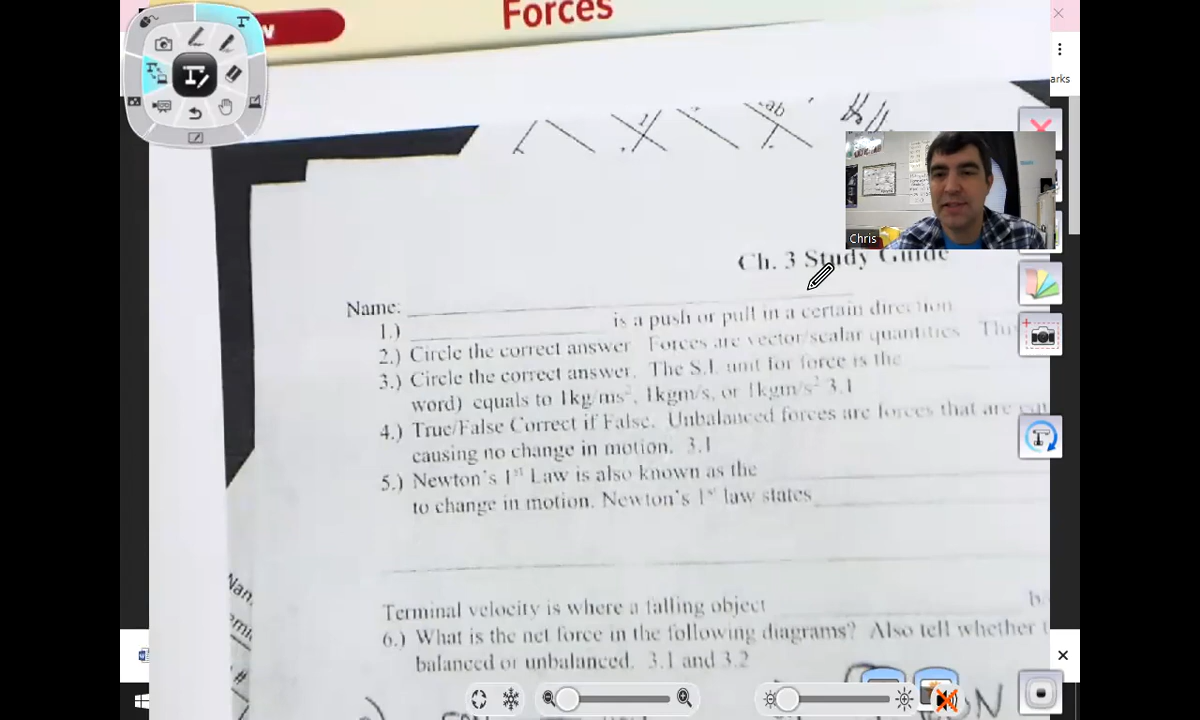 Forces
arks
ab
Chris
Ch. 3 Study Guide
Name:
1.) is a push or pull in a certain direction
2.) Circle the correct answer Forces are vector/scalar quantities This
3.) Circle the correct answer. The S.I. unit for force is the
word) equals to 1kg/ms², 1kgm/s, or 1kgm/s² 3.1
4.) True/False Correct if False. Unbalanced forces are forces that are
causing no change in motion. 3.1
5.) Newton's 1st Law is also known as the
to change in motion. Newton's 1st law states
Terminal velocity is where a falling object
6.) What is the net force in the following diagrams? Also tell whether
balanced or unbalanced. 3.1 and 3.2